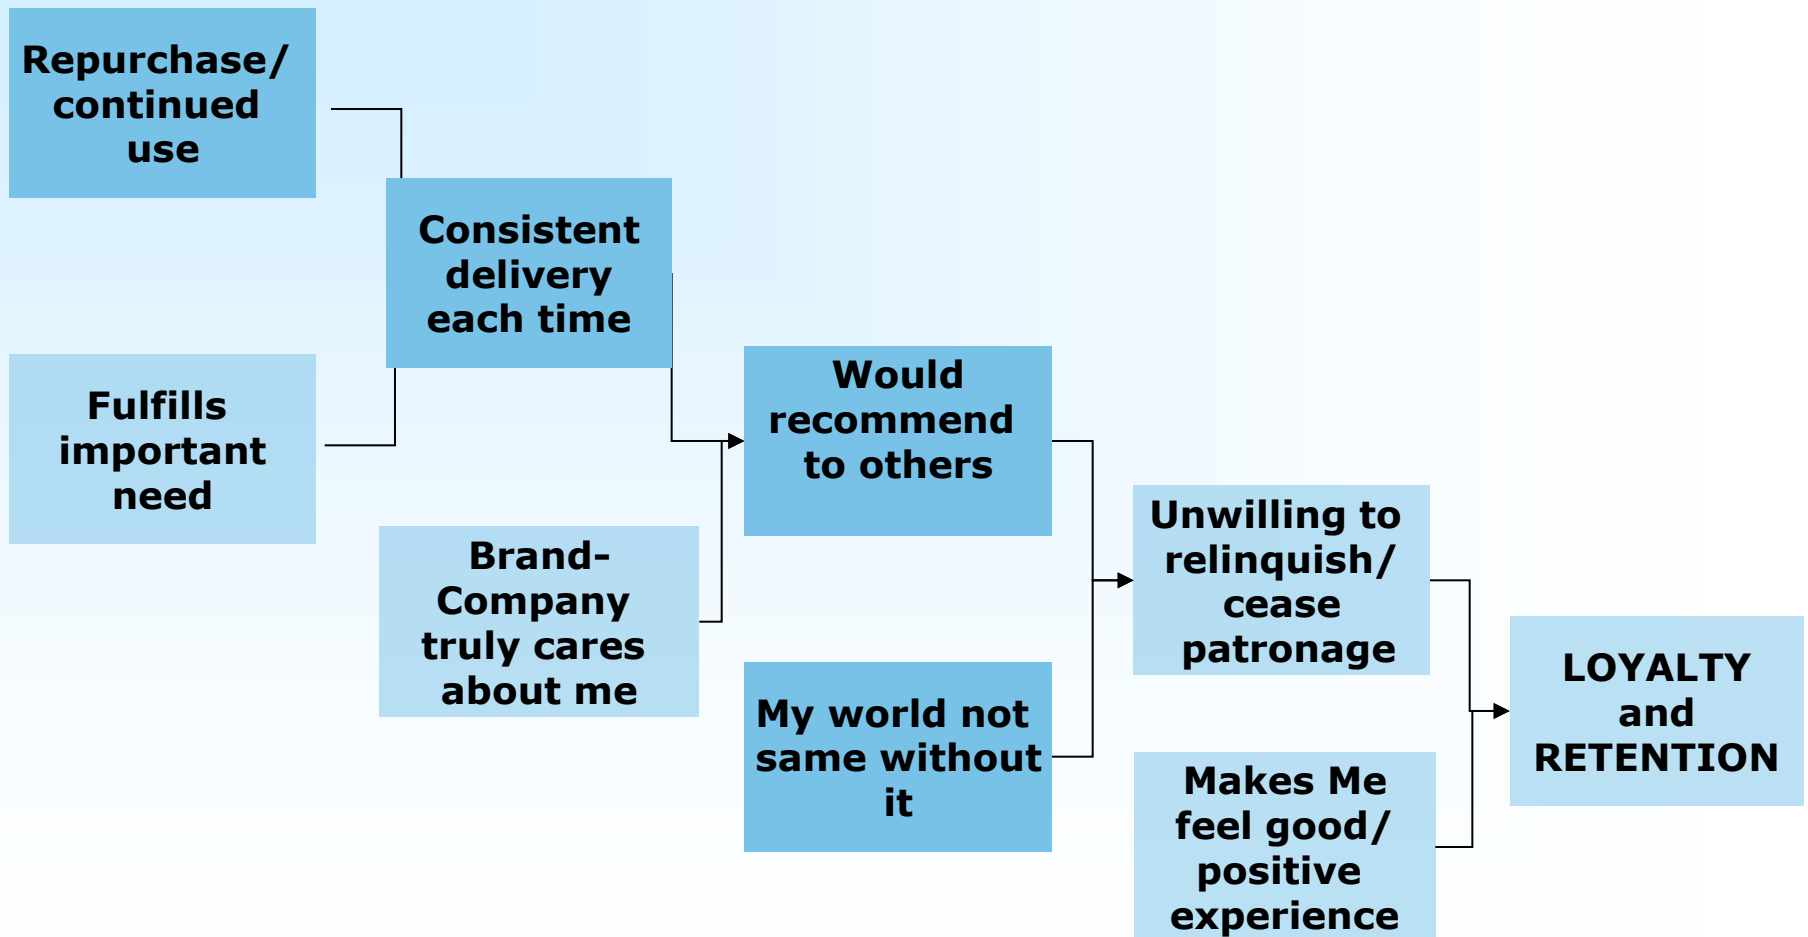 Repurchase/
continued
use
Consistent
delivery
each time
Fulfills
important
need
Would
recommend
to others
Brand-
Company
truly cares
about me
Unwilling to
relinquish/
cease
patronage
My world not
same without
it
LOYALTY
and
RETENTION
Makes Me
feel good/
positive
experience